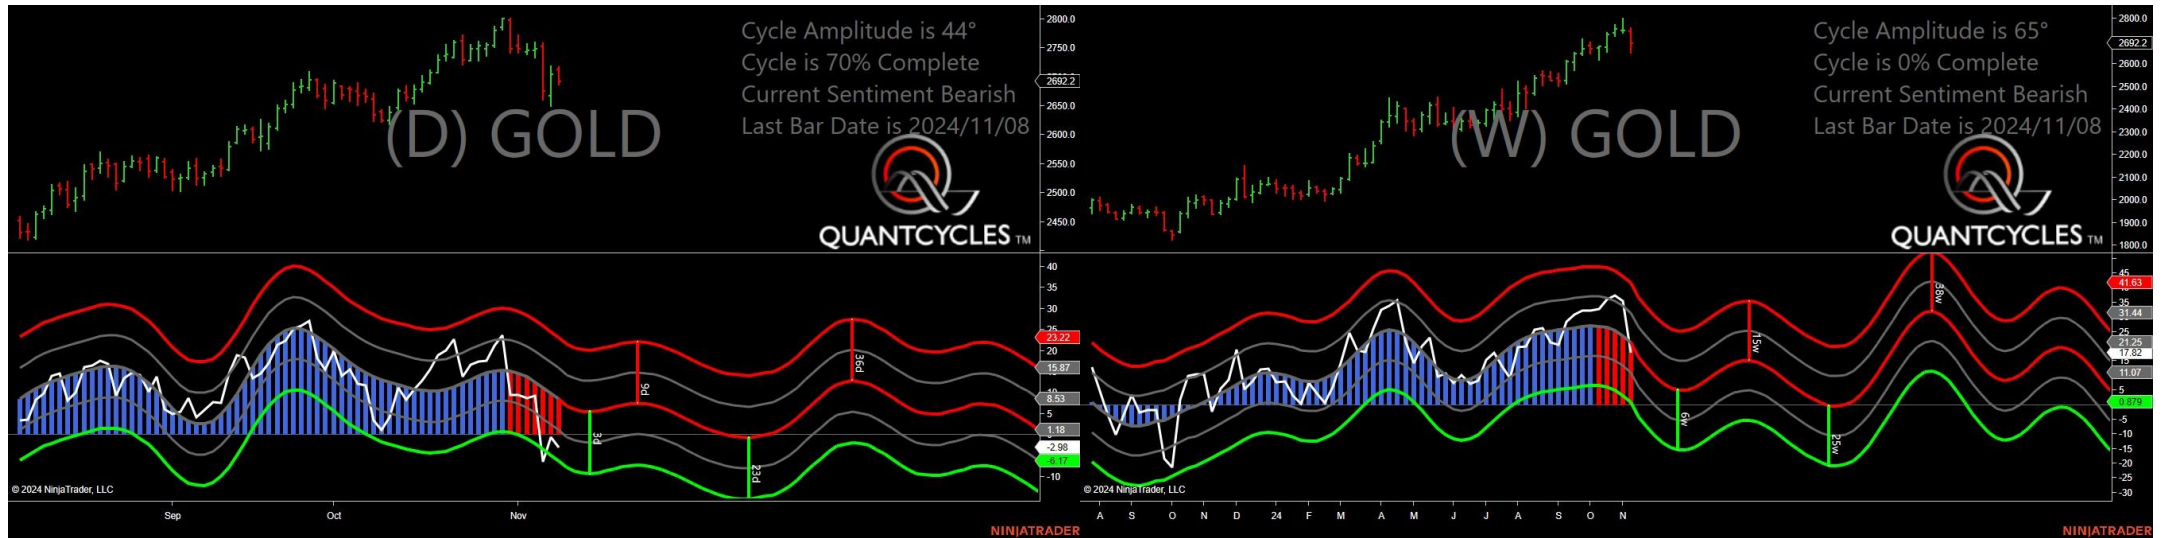 Cycle Amplitude is 44°
Cycle is 70% Complete
Current Sentiment Bearish
Last Bar Date is 2024/11/08
(D) GOLD
QUANTCYCLES TM
2800.0
2750.0
2692.2
2650.0
2600.0
2550.0
2500.0
2450.0
40
35
30
25
23.22
20
15.87
10
8.53
5
1.18
-2.98
-6.17
-10
3d
9d
23d
36d
© 2024 NinjaTrader, LLC
Sep
Oct
Nov
NINJATRADER
Cycle Amplitude is 65°
Cycle is 0% Complete
Current Sentiment Bearish
Last Bar Date is 2024/11/08
(W) GOLD
QUANTCYCLES TM
2800.0
2692.2
2600.0
2500.0
2400.0
2300.0
2200.0
2100.0
2000.0
1900.0
1800.0
45
41.63
31.44
25
21.25
17.82
15
11.07
5
0.879
-5
-10
-15
-20
-25
-30
6w
15w
25w
38w
© 2024 NinjaTrader, LLC
A S O N D 24 F M A M J J A S O N
NINJATRADER